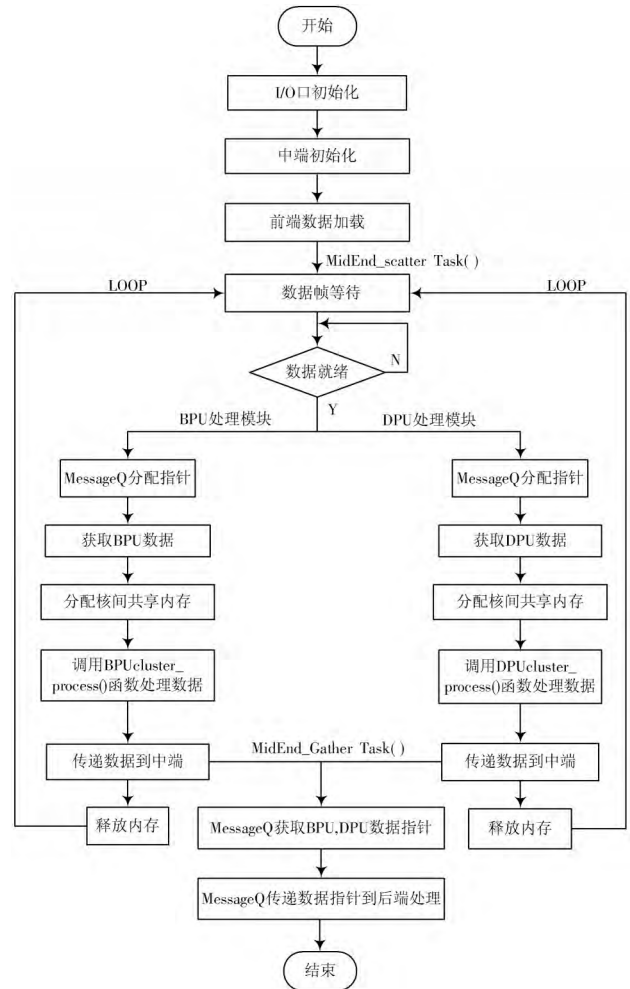 开始
I/O口初始化
中端初始化
前端数据加载
MidEnd_scatter Task( )
LOOP
数据帧等待
LOOP
数据就绪
N
Y
BPU处理模块
DPU处理模块
MessageQ分配指针
MessageQ分配指针
获取BPU数据
获取DPU数据
分配核间共享内存
分配核间共享内存
调用BPUcluster_
process()函数处理数据
调用DPUcluster_
process()函数处理数据
传递数据到中端
MidEnd_Gather Task( )
传递数据到中端
释放内存
MessageQ获取BPU,DPU数据指针
释放内存
MessageQ传递数据指针到后端处理
结束